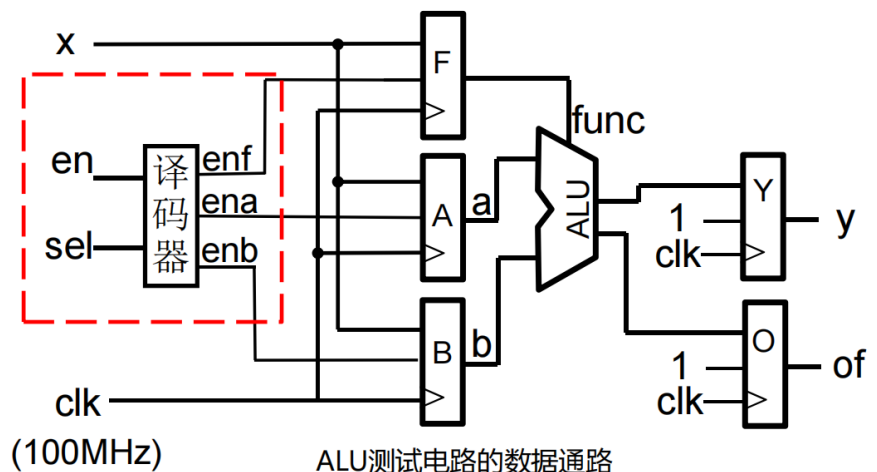 x
F
func
en
译码器
enf
ena
enb
sel
A
a
ALU
Y
1
clk
y
B
b
O
1
clk
of
clk
(100MHz)
ALU测试电路的数据通路